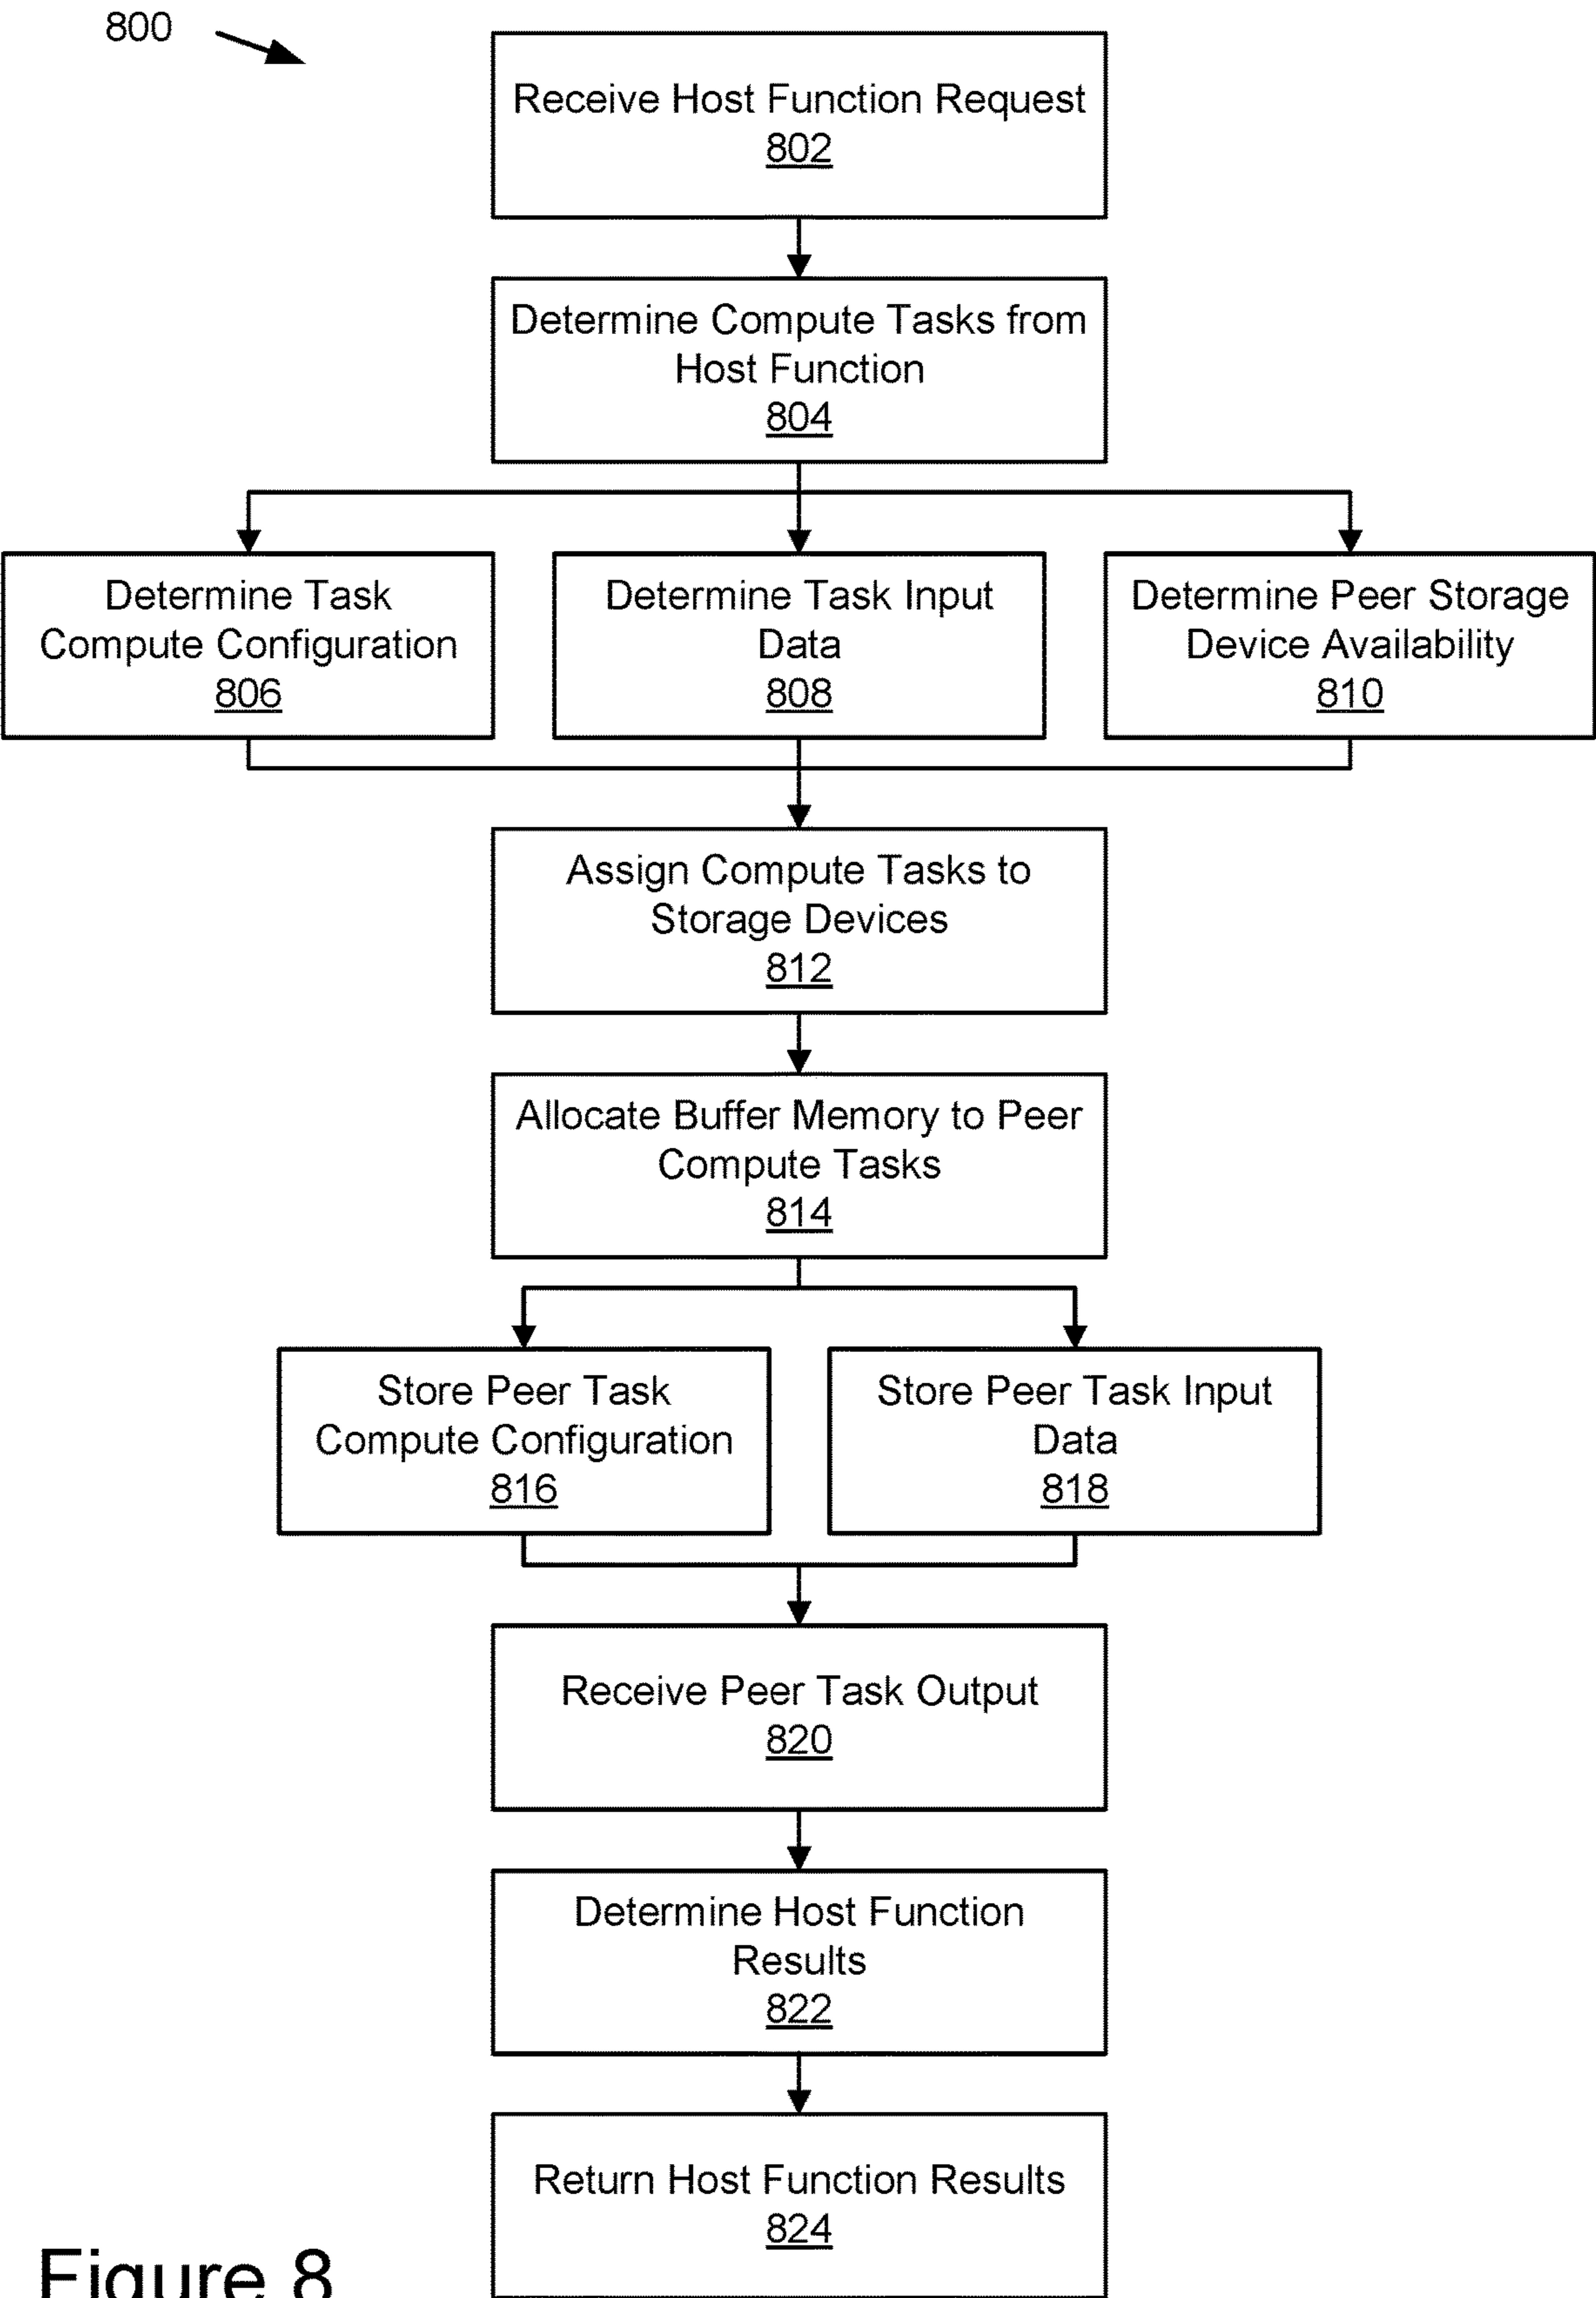 800
Receive Host Function Request
802
Determine Compute Tasks from
Host Function
804
Determine Task
Compute Configuration
806
Determine Task Input
Data
808
Determine Peer Storage
Device Availability
810
Assign Compute Tasks to
Storage Devices
812
Allocate Buffer Memory to Peer
Compute Tasks
814
Store Peer Task
Compute Configuration
816
Store Peer Task Input
Data
818
Receive Peer Task Output
820
Determine Host Function
Results
822
Return Host Function Results
824
Figure 8